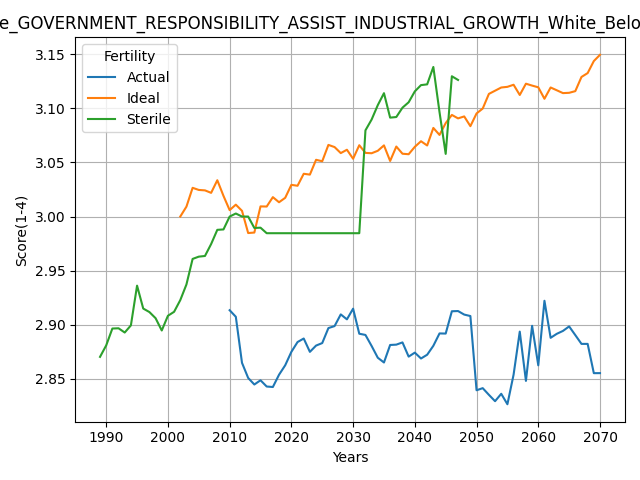 e_GOVERNMENT_RESPONSIBILITY_ASSIST_INDUSTRIAL_GROWTH_White_Belo
Fertility
Actual
Ideal
Sterile
Score(1-4)
3.15
3.10
3.05
3.00
2.95
2.90
2.85
1990 2000 2010 2020 2030 2040 2050 2060 2070
Years